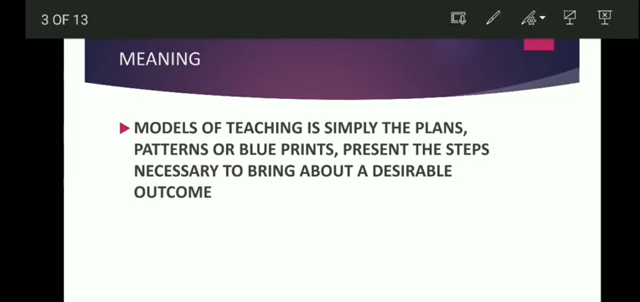 3 OF 13
MEANING
MODELS OF TEACHING IS SIMPLY THE PLANS,
PATTERNS OR BLUE PRINTS, PRESENT THE STEPS
NECESSARY TO BRING ABOUT A DESIRABLE
OUTCOME